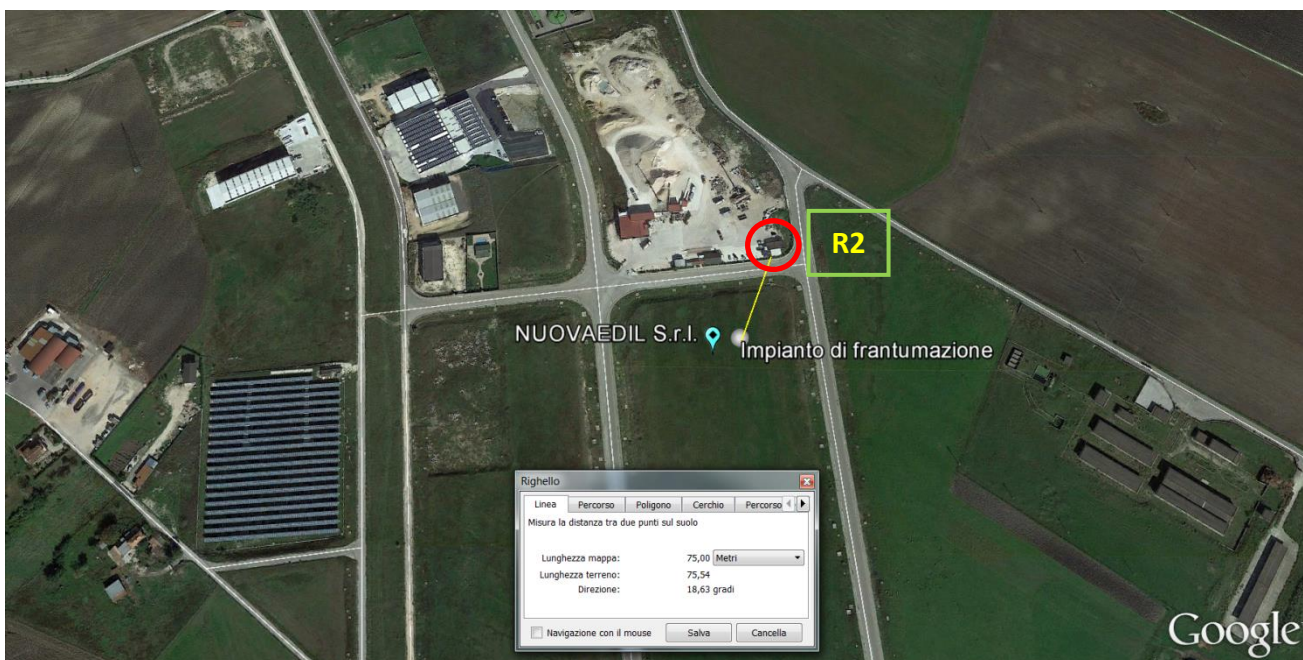 R2
NUOVAEDIL S.r.l.
Impianto di frantumazione
Righello
Linea Percorso Poligono Cerchio Percorso
Misura la distanza tra due punti sul suolo
Lunghezza mappa: 75,00 Metri
Lunghezza terreno: 75,54
Direzione: 18,63 gradi
Navigazione con il mouse Salva Cancella
Google